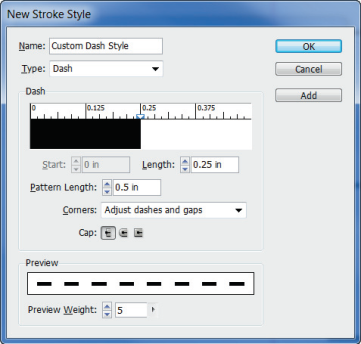 New Stroke Style
Name: Custom Dash Style
OK
Type: Dash
Cancel
Add
Dash
0 0.125 0.25 0.375
Start: 0 in Length: 0.25 in
Pattern Length: 0.5 in
Corners: Adjust dashes and gaps
Cap:
Preview
Preview Weight: 5